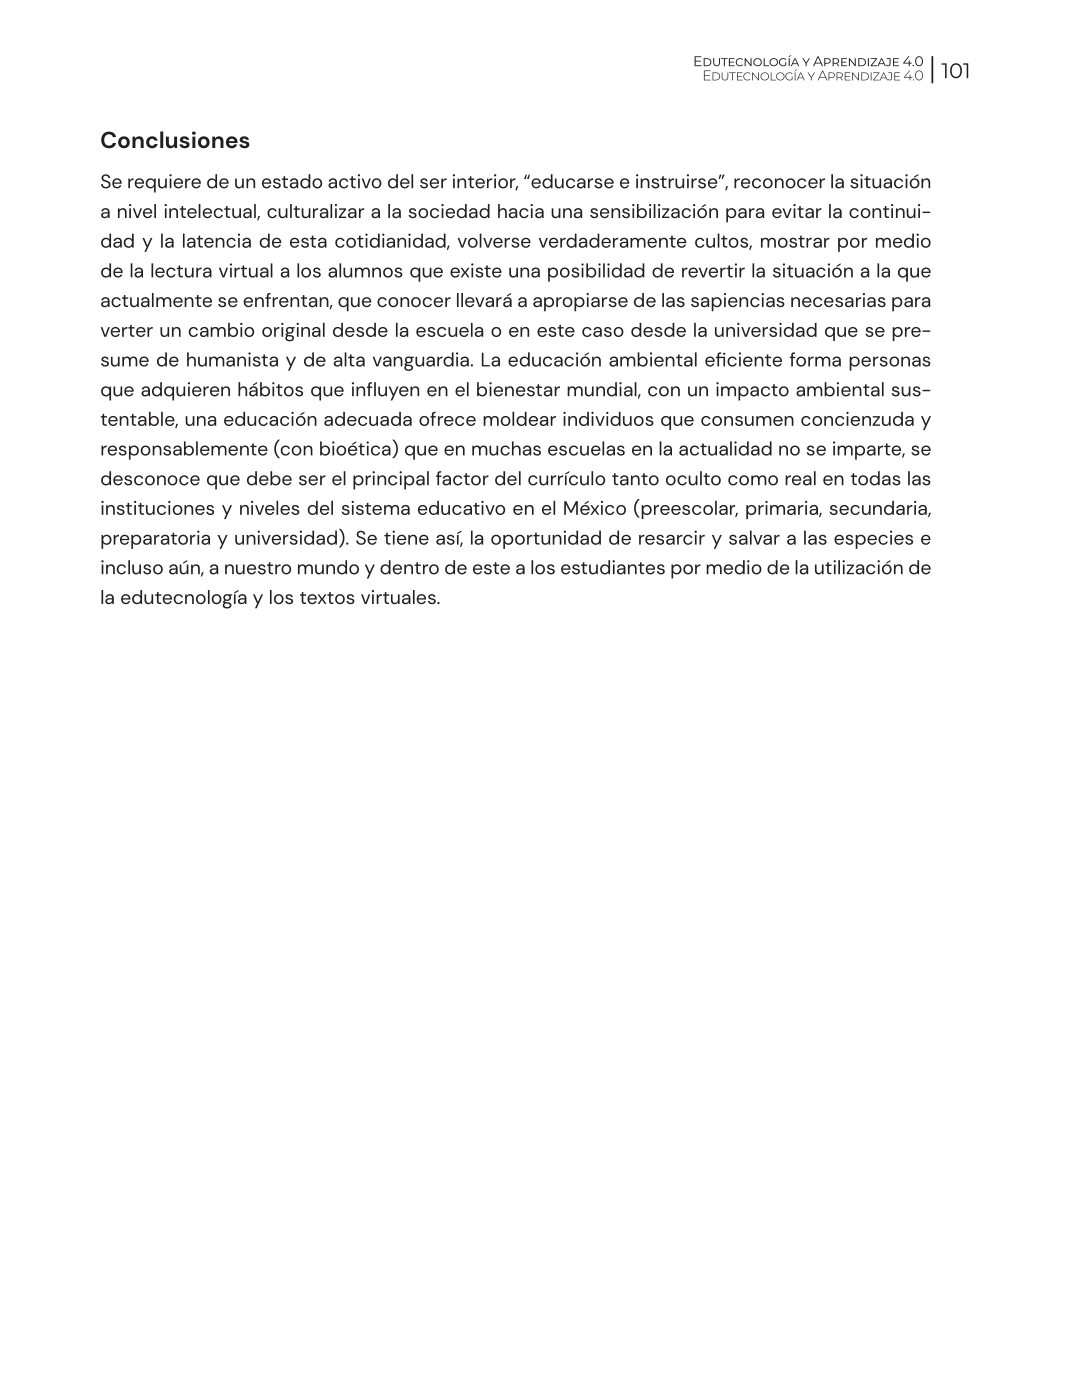 Edutecnología y Aprendizaje 4.0
Edutecnología y Aprendizaje 4.0
101
Conclusiones
Se requiere de un estado activo del ser interior, “educarse e instruirse”, reconocer la situación
a nivel intelectual, culturalizar a la sociedad hacia una sensibilización para evitar la continui-
dad y la latencia de esta cotidianidad, volverse verdaderamente cultos, mostrar por medio
de la lectura virtual a los alumnos que existe una posibilidad de revertir la situación a la que
actualmente se enfrentan, que conocer llevará a apropiarse de las sapiencias necesarias para
verter un cambio original desde la escuela o en este caso desde la universidad que se pre-
sume de humanista y de alta vanguardia. La educación ambiental eficiente forma personas
que adquieren hábitos que influyen en el bienestar mundial, con un impacto ambiental sus-
tentable, una educación adecuada ofrece moldear individuos que consumen concienzuda y
responsablemente (con bioética) que en muchas escuelas en la actualidad no se imparte, se
desconoce que debe ser el principal factor del currículo tanto oculto como real en todas las
instituciones y niveles del sistema educativo en el México (preescolar, primaria, secundaria,
preparatoria y universidad). Se tiene así, la oportunidad de resarcir y salvar a las especies e
incluso aún, a nuestro mundo y dentro de este a los estudiantes por medio de la utilización de
la edutecnología y los textos virtuales.